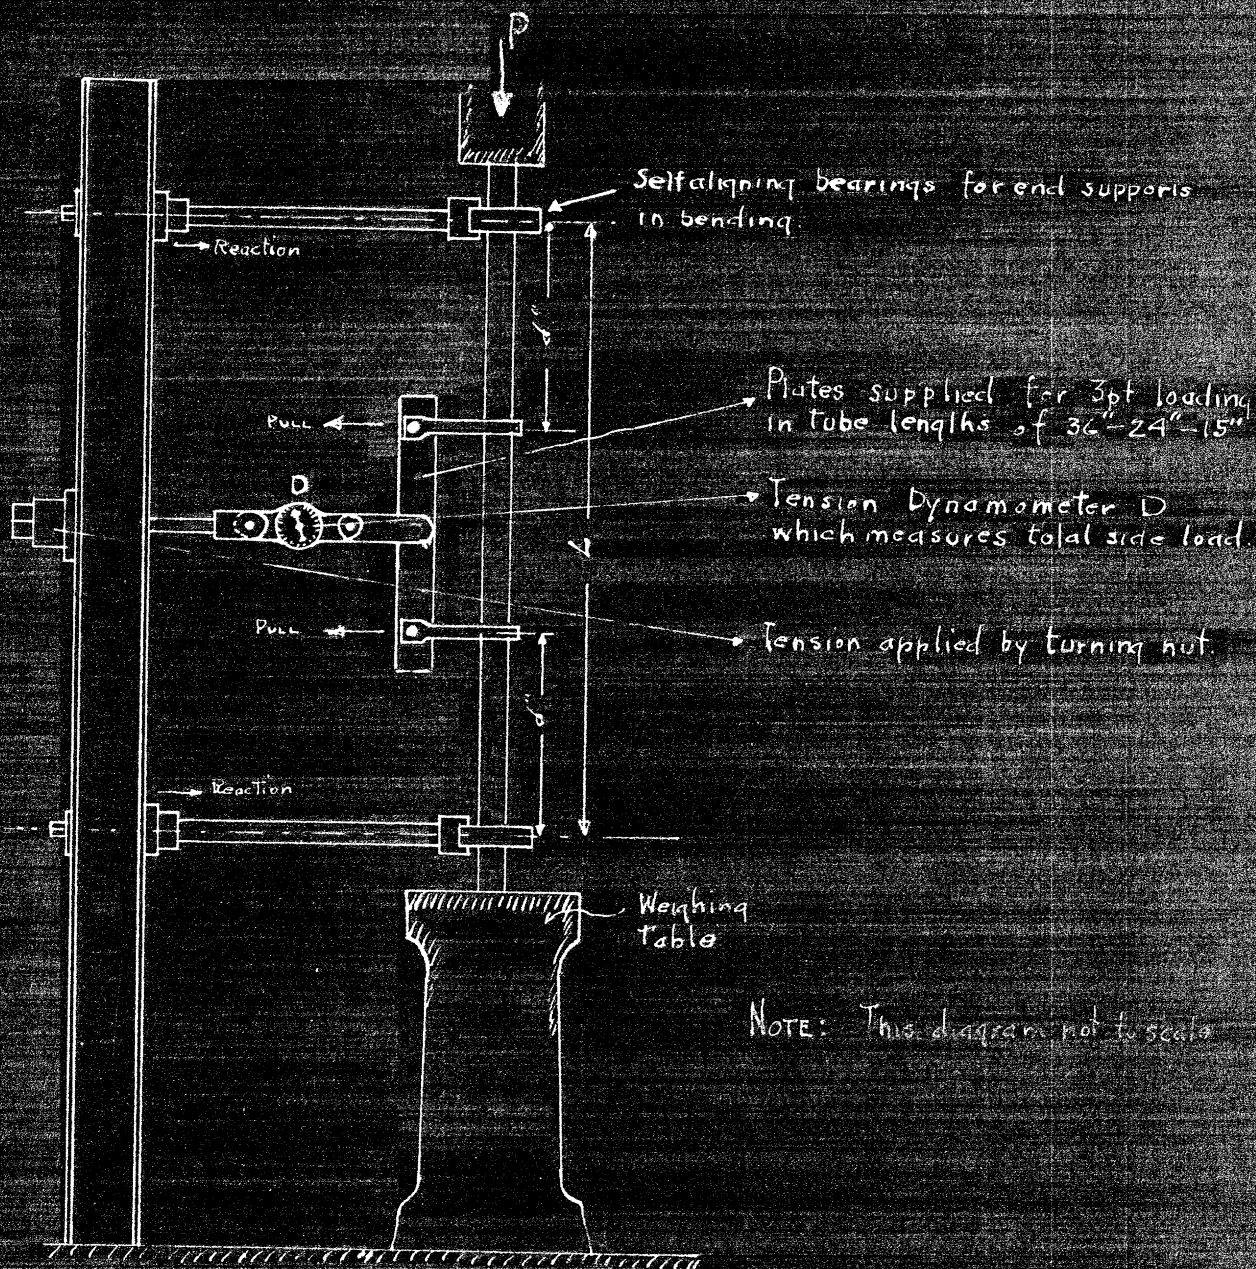 P
Selfaligning bearings for end supports
in bending.
Reaction
Plates supplied for 3pt loading
in tube lengths of 36"-24"-15"
PULL
D
Tension Dynamometer D
which measures total side load.
PULL
Tension applied by turning nut.
Reaction
Weighing
Table
NOTE: This diagram not to scale